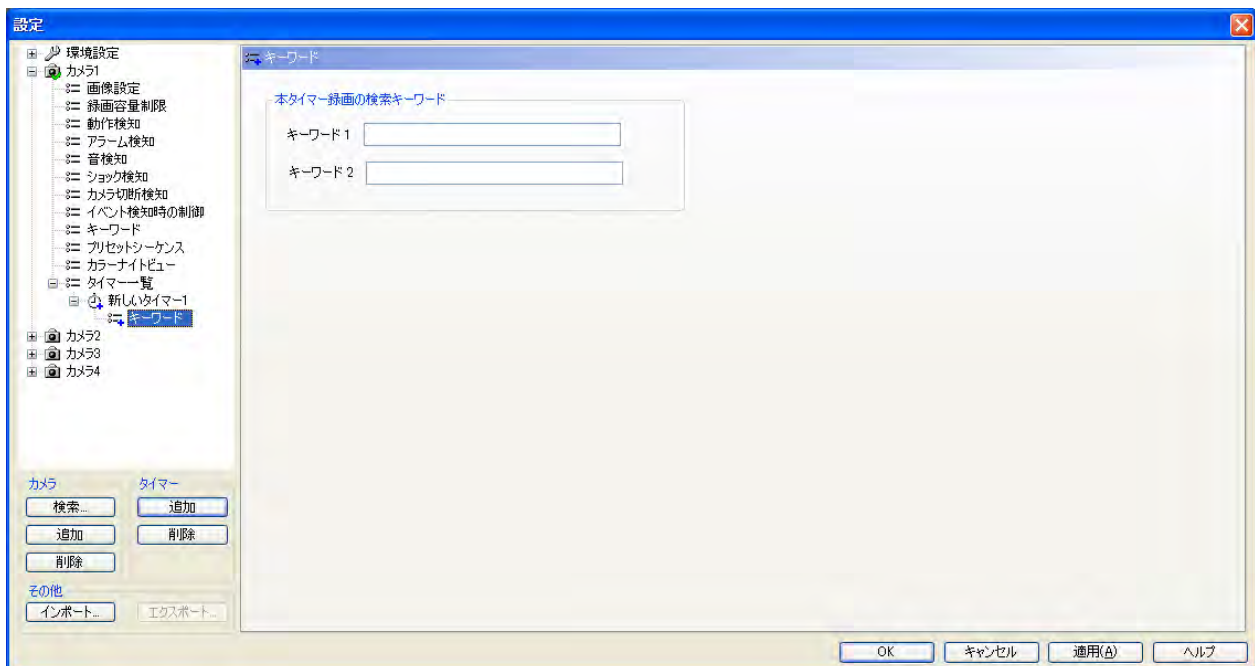 設定
環境設定
カメラ1
画像設定
録画容量制限
動作検知
アラーム検知
音検知
ショック検知
カメラ切断検知
イベント検知時の制御
キーワード
プリセットシーケンス
カラーナイトビュー
タイマー一覧
新しいタイマー1
キーワード
カメラ2
カメラ3
カメラ4
カメラ
検索...
追加
削除
タイマー
追加
削除
その他
インポート...
エクスポート...
キーワード
本タイマー録画の検索キーワード
キーワード 1
キーワード 2
OK
キャンセル
適用(A)
ヘルプ